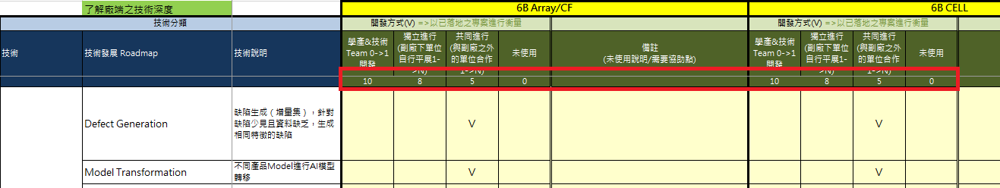 了解廠端之技術深度
6B Array/CF
6B CELL
技術分類
開發方式(V) =>以已落地之專案進行衡量
開發方式(V) =>以已落地之專案進行衡量
技術
技術發展 Roadmap
技術說明
學產&技術
Team 0->1
開發
獨立進行
(副廠下單位
自行平展1-
>N)
共同進行
(與副廠之外
的單位合作
1->N)
未使用
備註
(未使用說明/需要協助點)
學產&技術
Team 0->1
開發
獨立進行
(副廠下單位
自行平展1-
>N)
共同進行
(與副廠之外
的單位合作
1->N)
未使用
10
8
5
0
10
8
5
0
Defect Generation
缺陷生成（增量集），針對
缺陷少見且資料缺乏，生成
相同特徵的缺陷
V
V
Model Transformation
不同產品Model進行AI模型
轉移
V
V